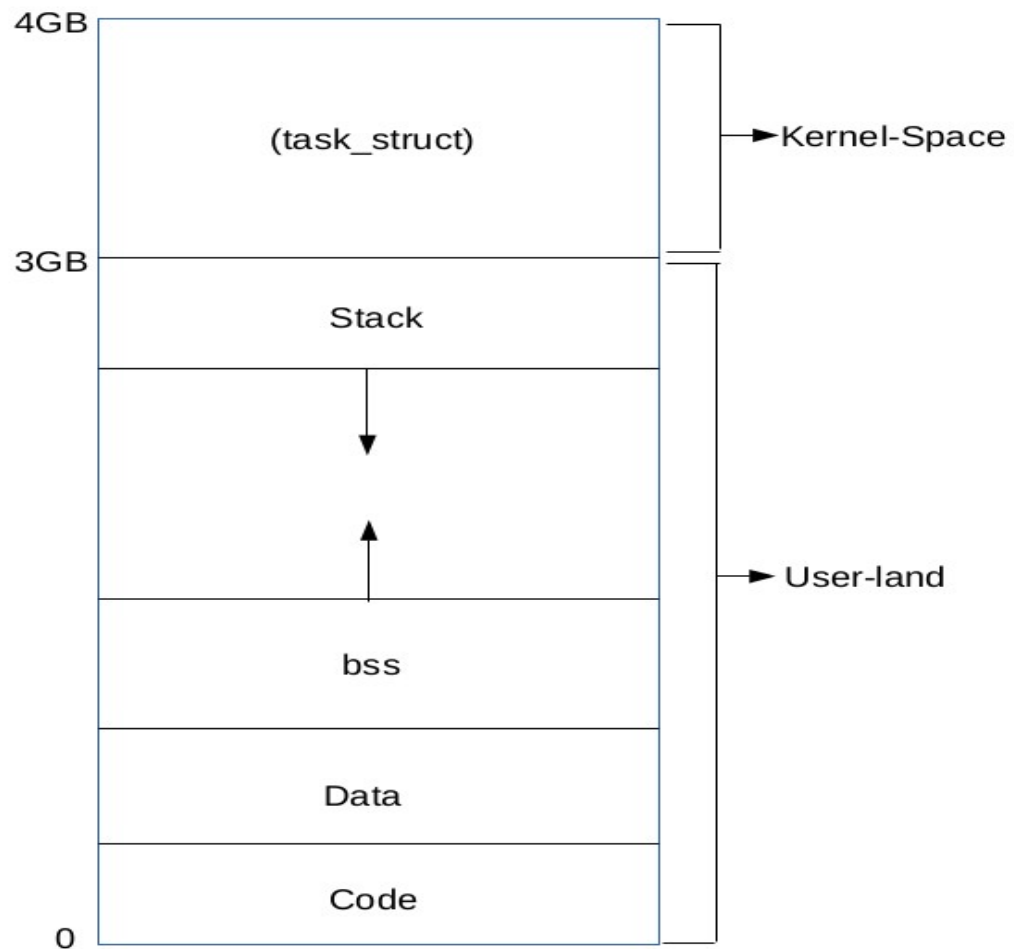 4GB
(task_struct)
Kernel-Space
3GB
Stack
User-land
bss
Data
Code
0